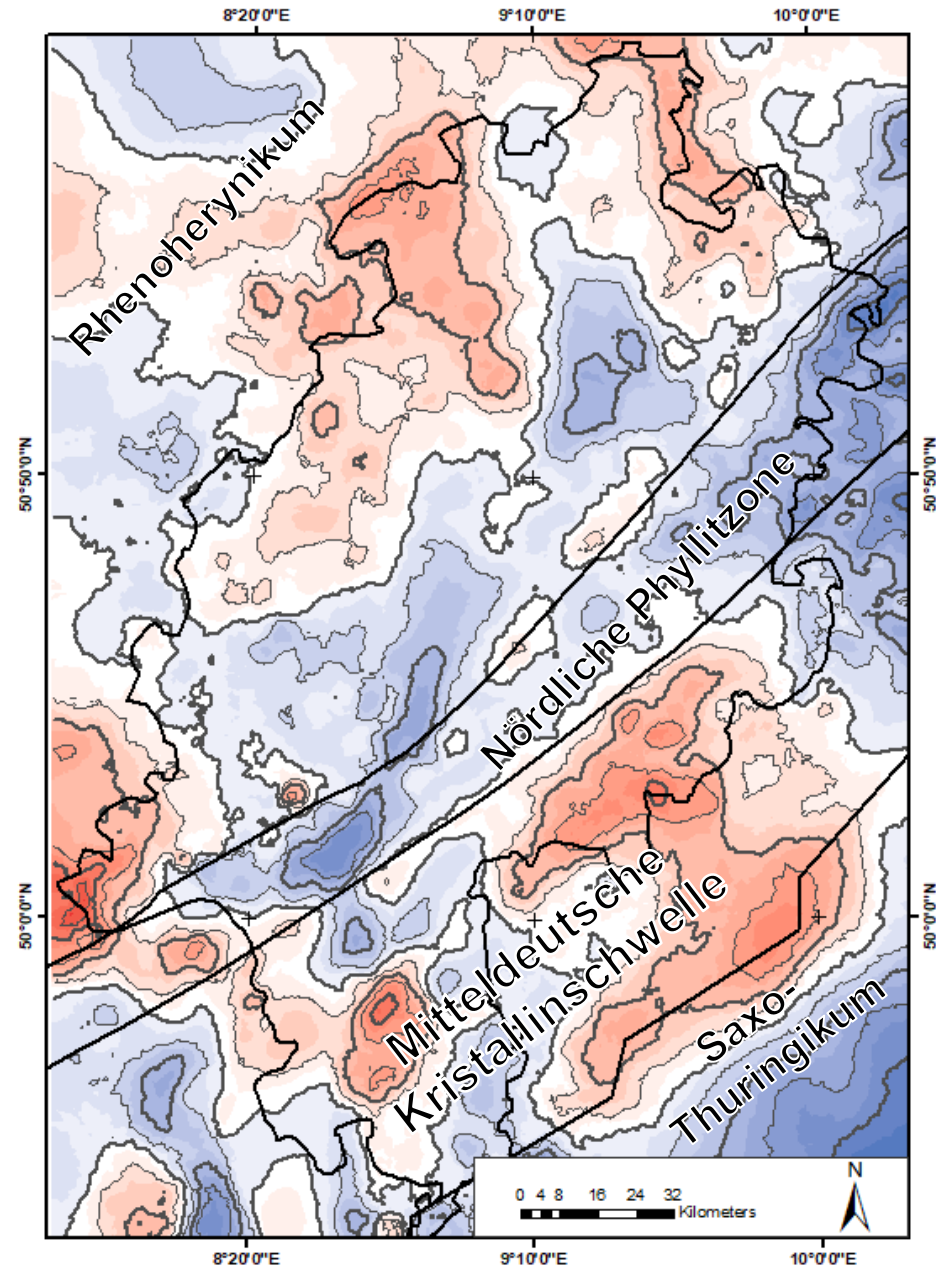 8°20'0"E
9°10'0"E
10°0'0"E
Rhenoherynikum
50°50'0"N
50°50'0"N
Nördliche Phyllitzone
50°0'0"N
50°0'0"N
Mitteldeutsche
Kristallinschwelle
Saxo-
Thuringikum
N
0 4 8 16 24 32
Kilometers
8°20'0"E
9°10'0"E
10°0'0"E